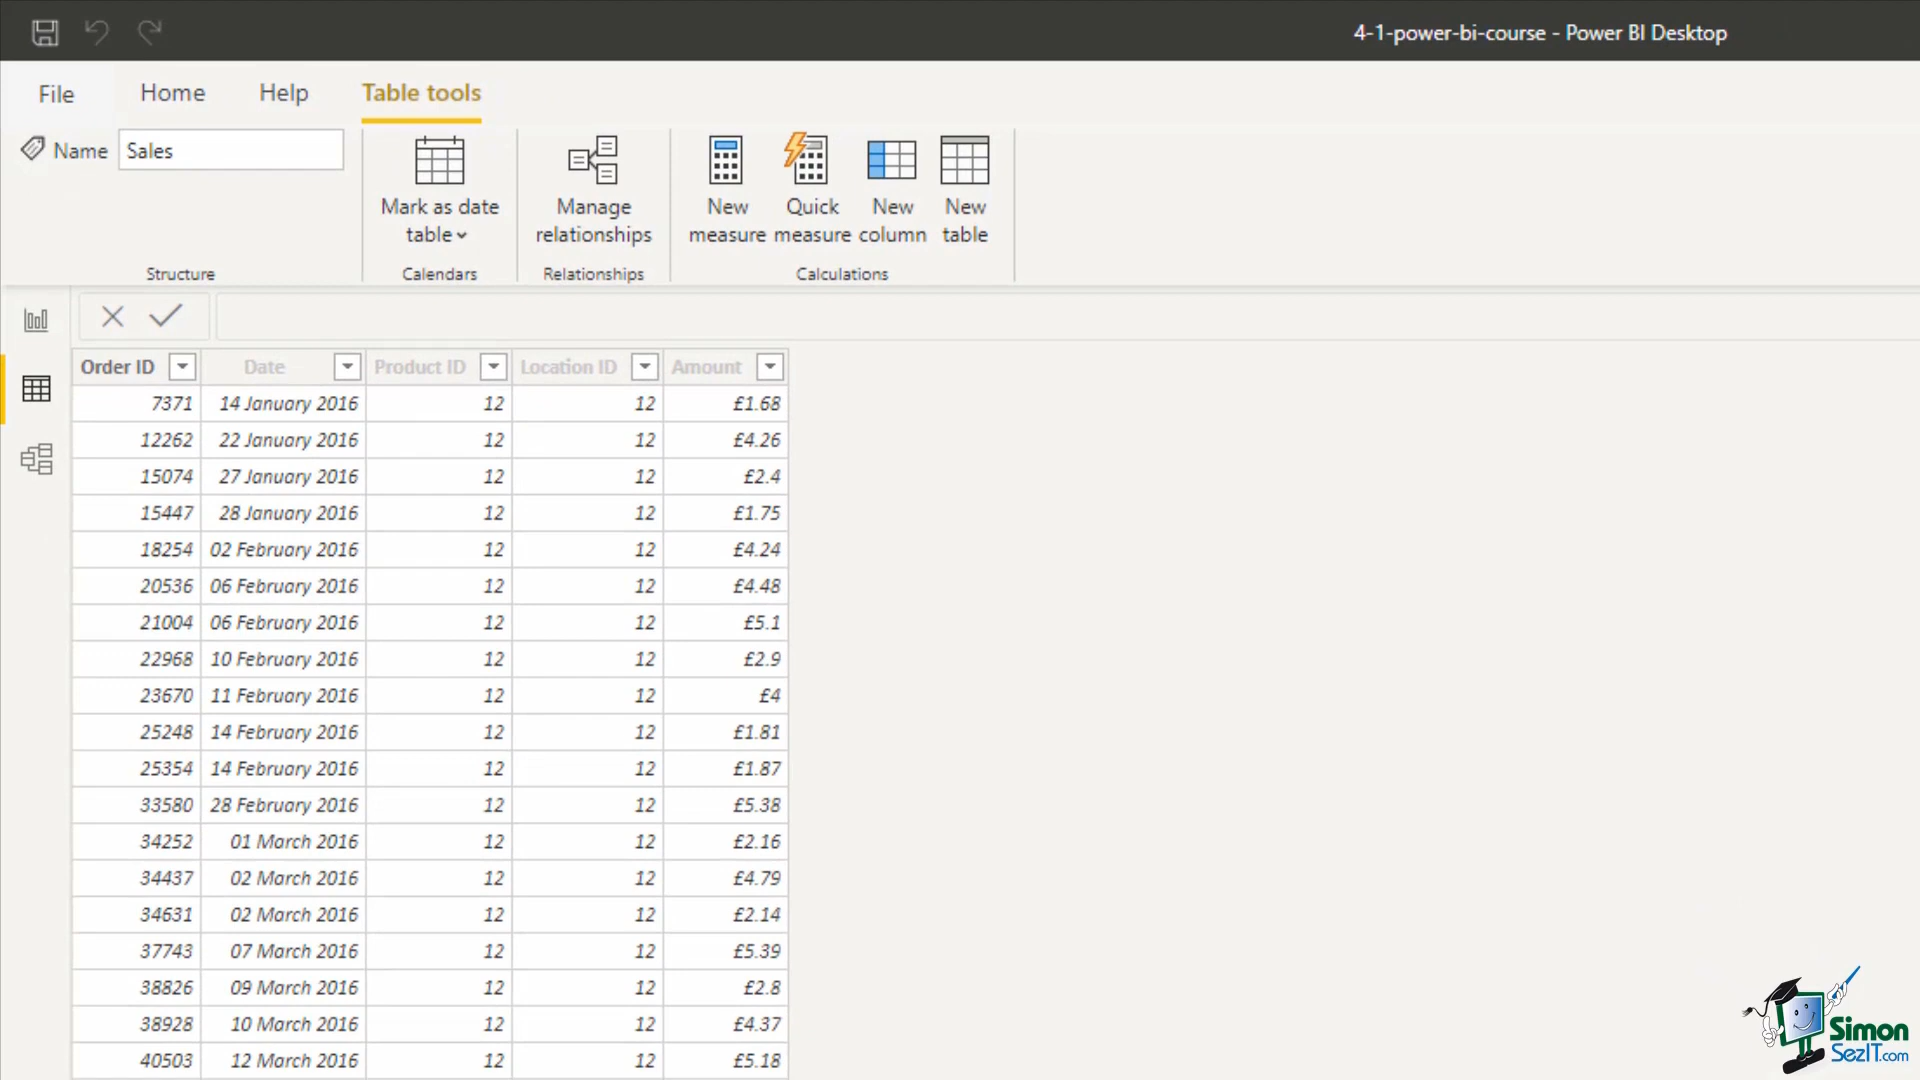 4-1-power-bi-course - Power BI Desktop
File Home Help Table tools
Name Sales
Mark as date table
Manage relationships
New measure
Quick measure
New column
New table
Structure Calendars Relationships Calculations
Order ID Date Product ID Location ID Amount
7371 14 January 2016 12 12 £1.68
12262 22 January 2016 12 12 £4.26
15074 27 January 2016 12 12 £2.4
15447 28 January 2016 12 12 £1.75
18254 02 February 2016 12 12 £4.24
20536 06 February 2016 12 12 £4.48
21004 06 February 2016 12 12 £5.1
22968 10 February 2016 12 12 £2.9
23670 11 February 2016 12 12 £4
25248 14 February 2016 12 12 £1.81
25354 14 February 2016 12 12 £1.87
33580 28 February 2016 12 12 £5.38
34252 01 March 2016 12 12 £2.16
34437 02 March 2016 12 12 £4.79
34631 02 March 2016 12 12 £2.14
37743 07 March 2016 12 12 £5.39
38826 09 March 2016 12 12 £2.8
38928 10 March 2016 12 12 £4.37
40503 12 March 2016 12 12 £5.18
Simon
SezIT.com